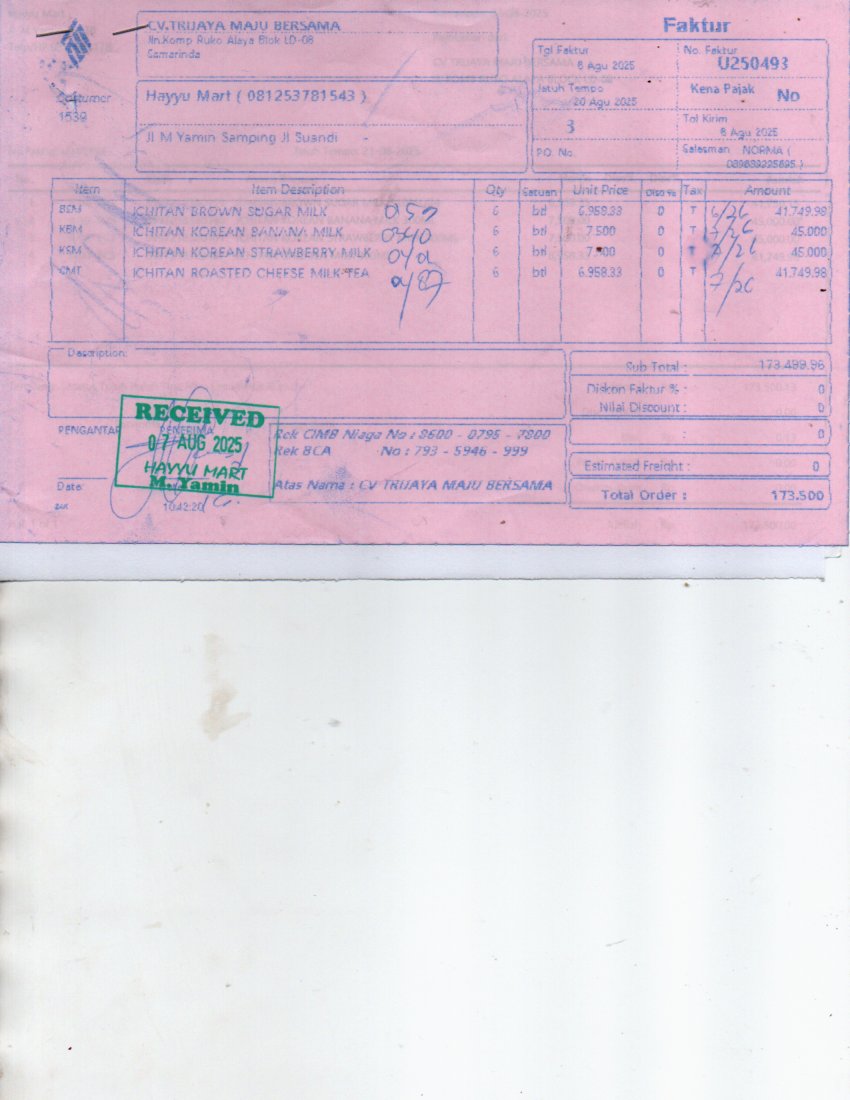 CV.TRIJAYA MAJU BERSAMA
Jln.Komp Ruko Alaya Blok LD-08
Samarinda
Faktur
Tgl Faktur
6 Agu 2025
No. Faktur
U250493
Jatuh Tempo
20 Agu 2025
Kena Pajak No
3
Tgl Kirim
6 Agu 2025
P.O. No.
Salesman NORMA (
Customer
1539
Hayyu Mart ( 081253781543 )
Jl M Yamin Samping Jl Suandi -
Item Item Description Qty Satuan Unit Price Disc % Tax Amount
BSM ICHITAN BROWN SUGAR MILK 6 btl 6.958.33 0 T 6/26 41.749.98
KBM ICHITAN KOREAN BANANA MILK 6 btl 7.500 0 T 45.000
KSM ICHITAN KOREAN STRAWBERRY MILK 6 btl 7.500 0 T 45.000
CMT ICHITAN ROASTED CHEESE MILK TEA 6 btl 6.958.33 0 T 7/26 41.749.98
Description:
Sub Total : 173.499.96
Diskon Faktur % : 0
Nilai Discount : 0
: 0
Estimated Freight : 0
Total Order : 173.500
PENGANTAR
PENERIMA
RECEIVED
07 AUG 2025
HAYYU MART
M. Yamin
Date:
10:42:20
Rek CIMB Niaga No : 8600 - 0795 - 7800
Rek BCA No : 793 - 5946 - 999
Atas Nama : CV TRIJAYA MAJU BERSAMA